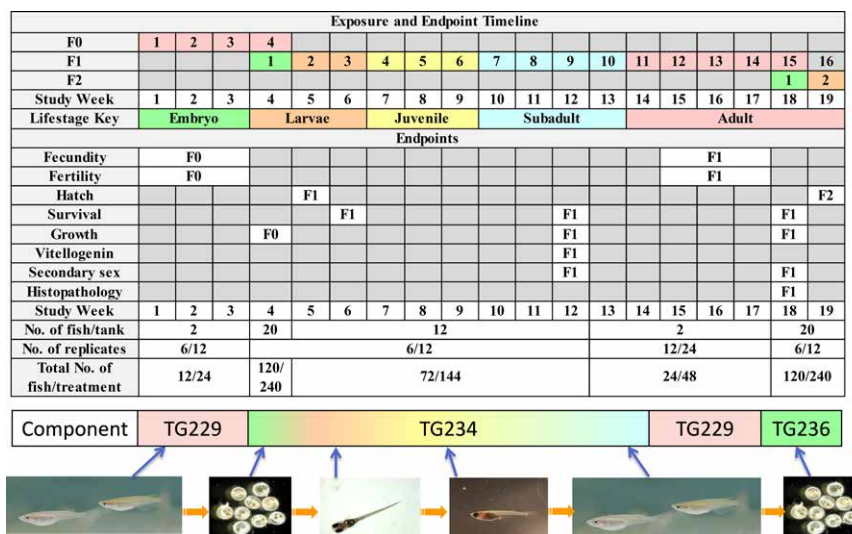 Exposure and Endpoint Timeline
F0 1 2 3 4
F1 1 2 3 4 5 6 7 8 9 10 11 12 13 14 15 16
F2 1 2
Study Week 1 2 3 4 5 6 7 8 9 10 11 12 13 14 15 16 17 18 19
Lifestage Key Embryo Larvae Juvenile Subadult Adult
Endpoints
Fecundity F0 F1
Fertility F0 F1
Hatch F1 F2
Survival F1 F1 F1
Growth F0 F1 F1
Vitellogenin F1
Secondary sex F1 F1
Histopathology F1
Study Week 1 2 3 4 5 6 7 8 9 10 11 12 13 14 15 16 17 18 19
No. of fish/tank 2 20 12 2 20
No. of replicates 6/12 6/12 12/24 6/12
Total No. of
fish/treatment 12/24 120/
240 72/144 24/48 120/240
Component TG229 TG234 TG229 TG236